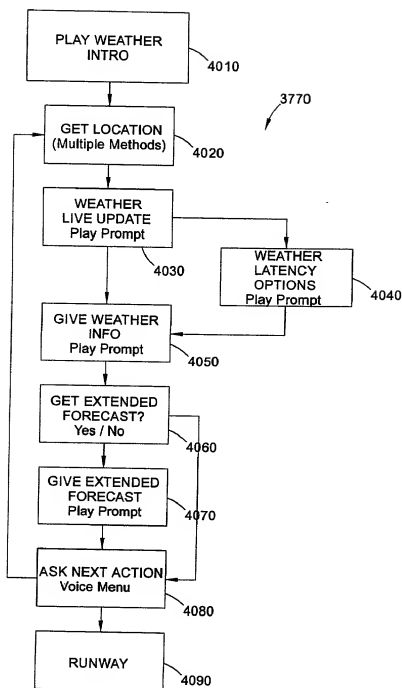 PLAY WEATHER
INTRO
4010
3770
GET LOCATION
(Multiple Methods)
4020
WEATHER
LIVE UPDATE
Play Prompt
4030
WEATHER
LATENCY
OPTIONS
Play Prompt
4040
GIVE WEATHER
INFO
Play Prompt
4050
GET EXTENDED
FORECAST?
Yes / No
4060
GIVE EXTENDED
FORECAST
Play Prompt
4070
ASK NEXT ACTION
Voice Menu
4080
RUNWAY
4090